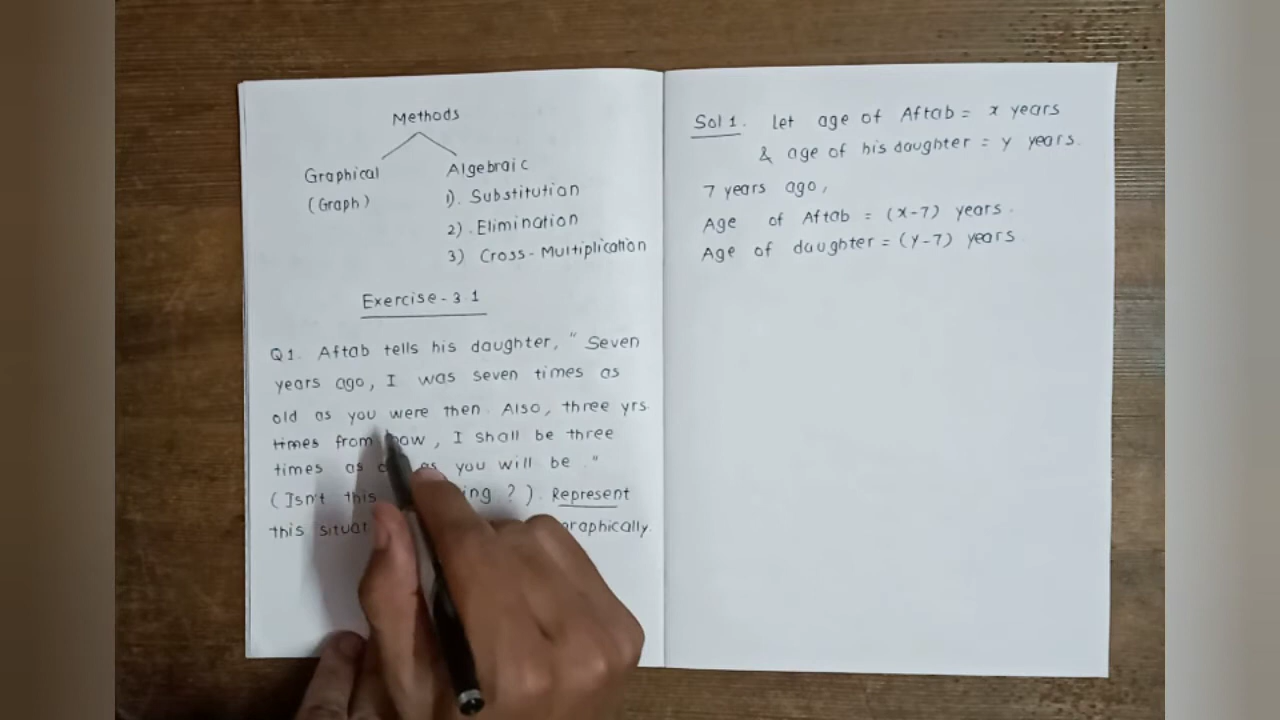 Methods
Graphical
(Graph)
Algebraic
1). Substitution
2). Elimination
3) Cross-Multiplication
Exercise-3.1
Q1. Aftab tells his daughter, "Seven
years ago, I was seven times as
old as you were then. Also, three yrs.
times from now, I shall be three
times as as you will be."
(Isn't this ?). Represent
this graphically.
Sol 1. Let age of Aftab = x years
& age of his daughter = y years.
7 years ago,
Age of Aftab = (x-7) years.
Age of daughter = (y-7) years